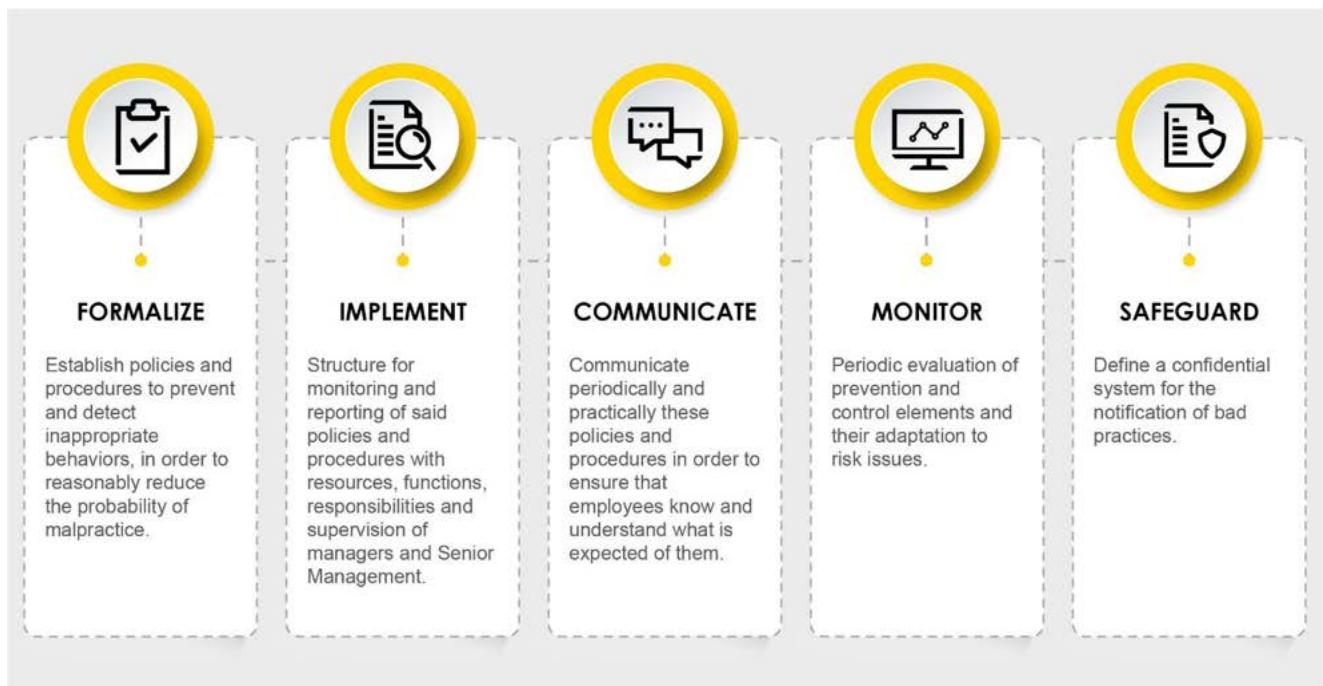 FORMALIZE
Establish policies and
procedures to prevent
and detect
inappropriate
behaviors, in order to
reasonably reduce
the probability of
malpractice.
IMPLEMENT
Structure for
monitoring and
reporting of said
policies and
procedures with
resources, functions,
responsibilities and
supervision of
managers and Senior
Management.
COMMUNICATE
Communicate
periodically and
practically these
policies and
procedures in order to
ensure that
employees know and
understand what is
expected of them.
MONITOR
Periodic evaluation of
prevention and
control elements and
their adaptation to
risk issues.
SAFEGUARD
Define a confidential
system for the
notification of bad
practices.